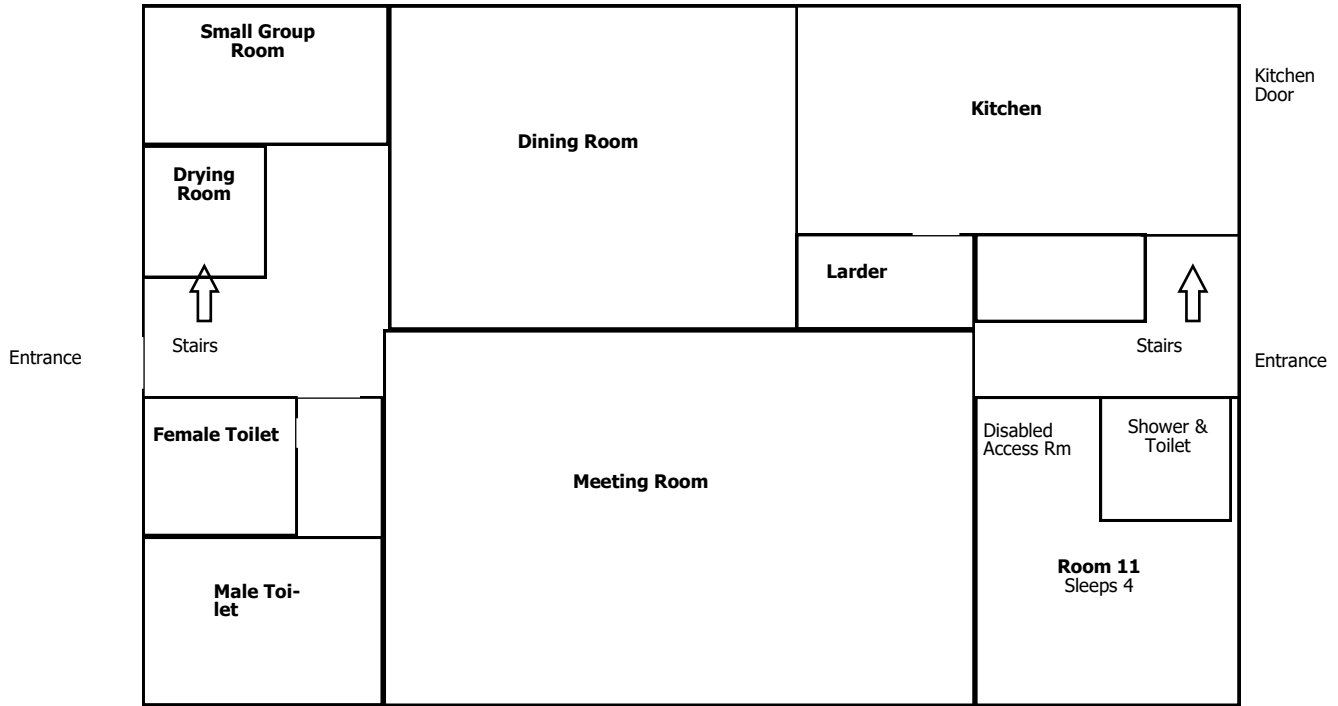 Small Group
Room
Dining Room
Kitchen
Kitchen
Door
Drying
Room
Larder
Stairs
Stairs
Entrance
Entrance
Female Toilet
Meeting Room
Disabled
Access Rm
Shower &
Toilet
Room 11
Sleeps 4
Male Toi-
let